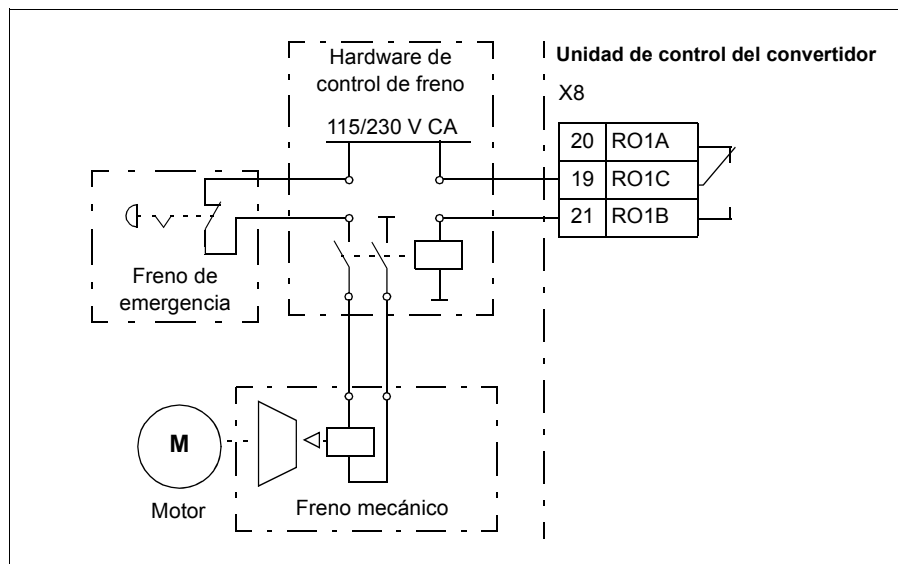 Hardware de
control de freno
Unidad de control del convertidor
X8
115/230 V CA
20 RO1A
19 RO1C
21 RO1B
Freno de
emergencia
M
Motor
Freno mecánico